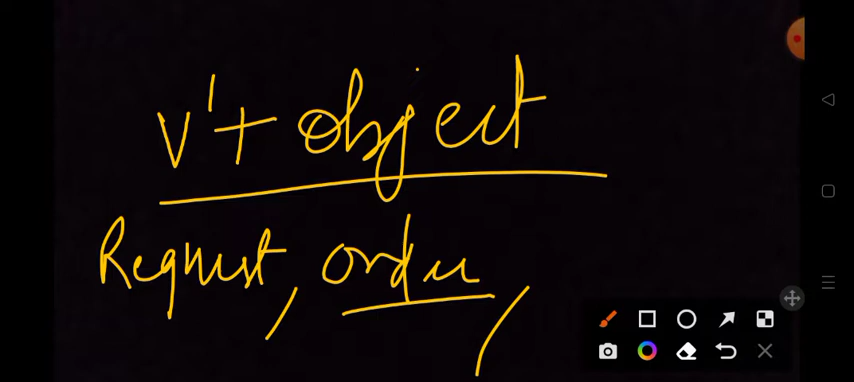 V' + object
Request, order,